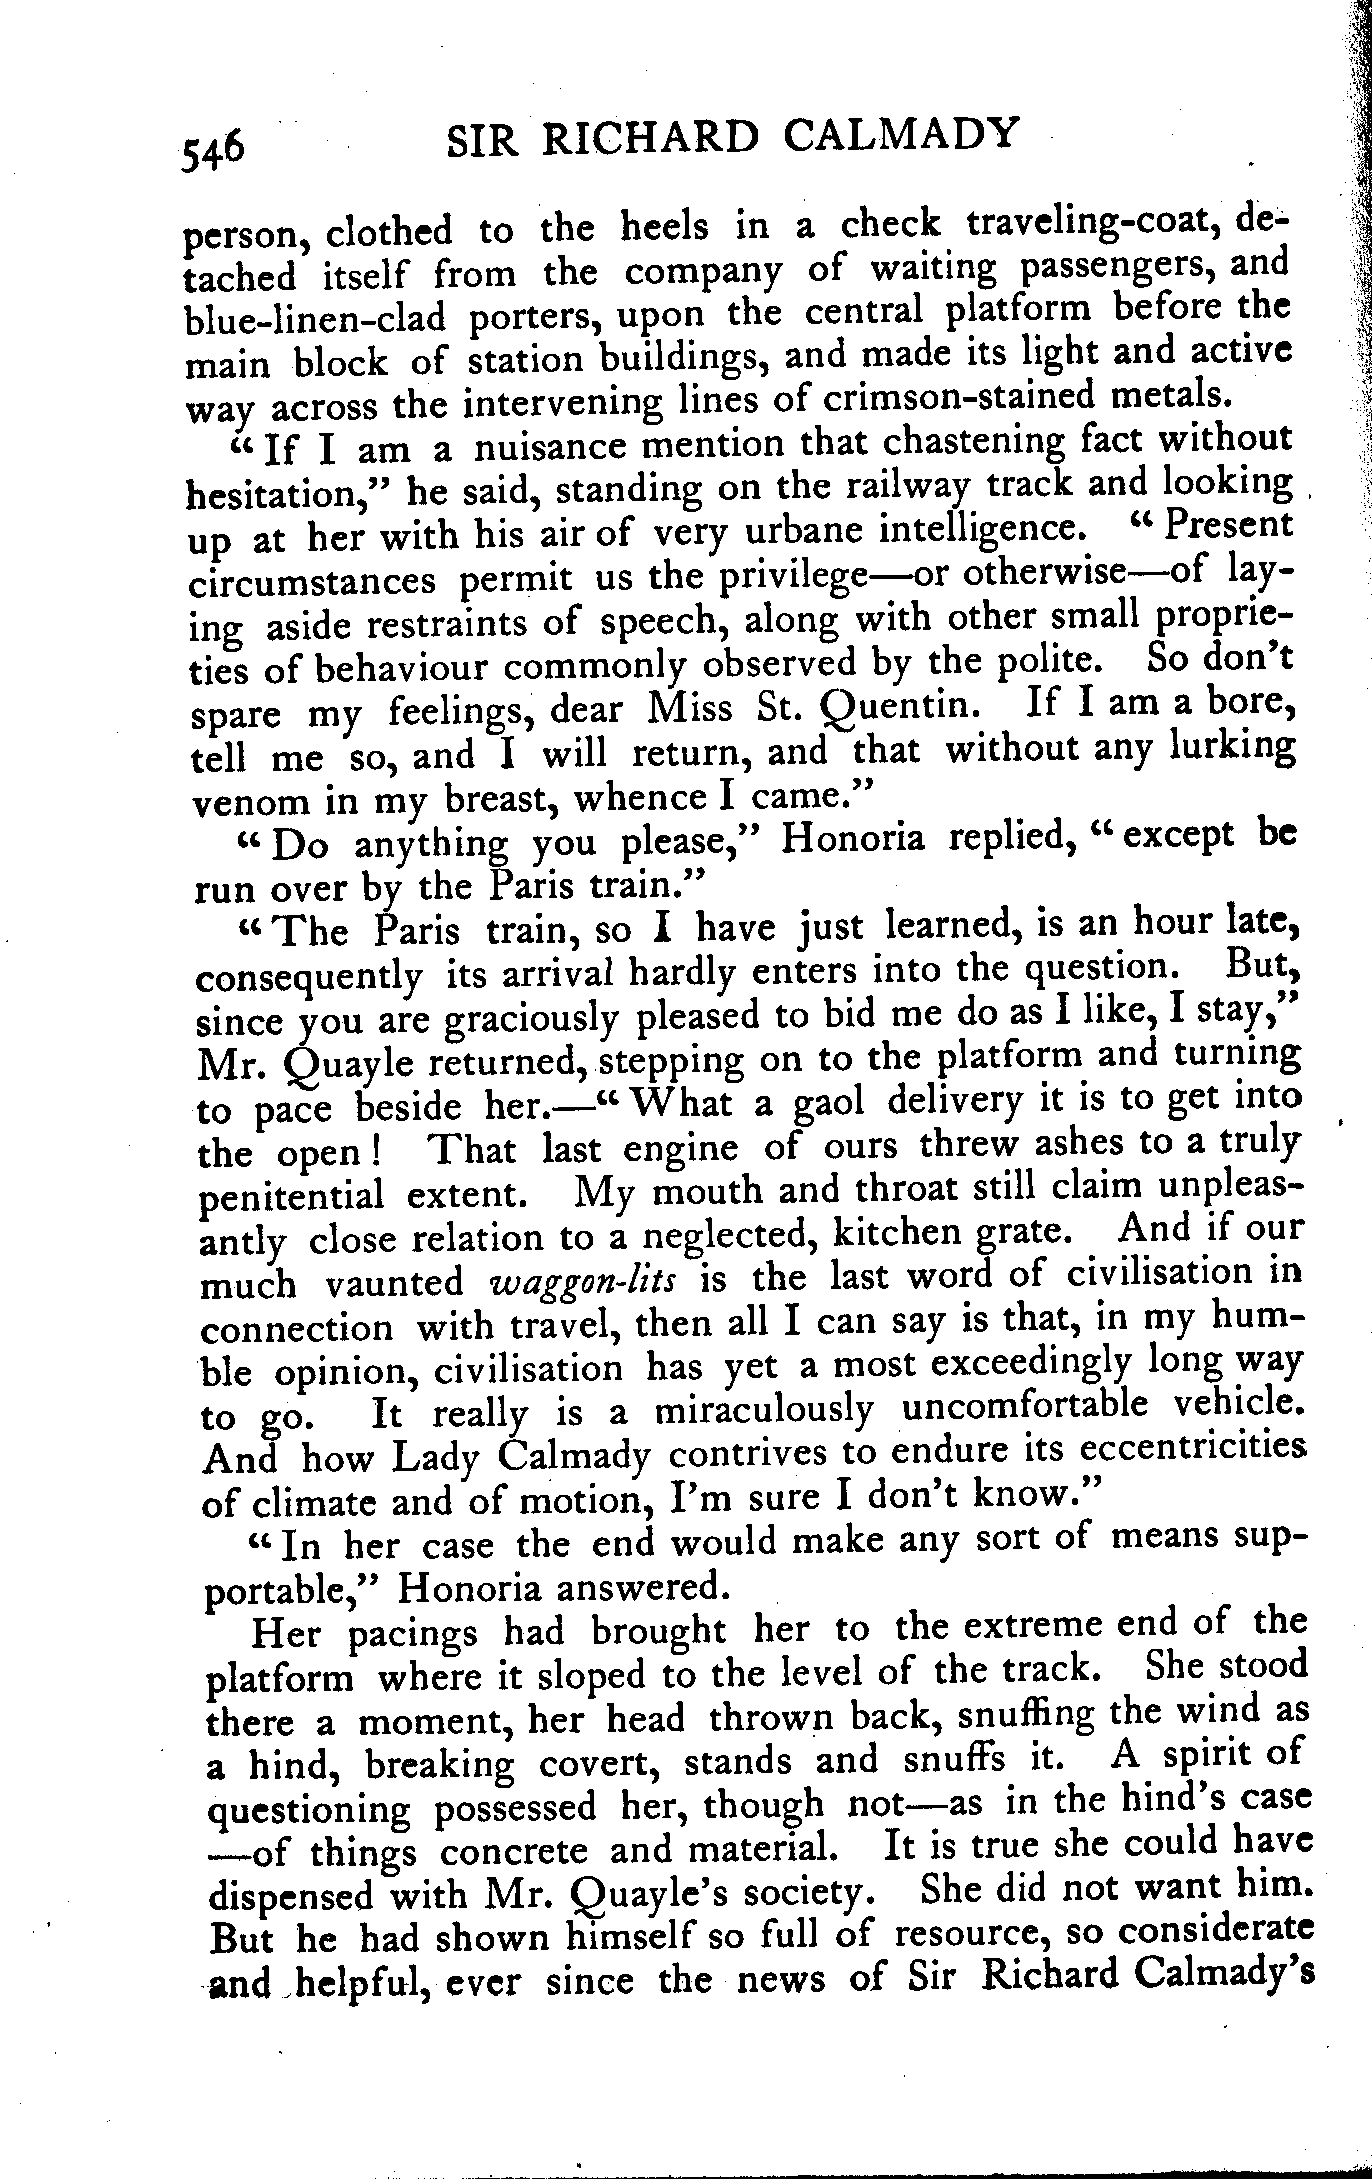 546 SIR RICHARD CALMADY
person, clothed to the heels in a check traveling-coat, de-
tached itself from the company of waiting passengers, and
blue-linen-clad porters, upon the central platform before the
main block of station buildings, and made its light and active
way across the intervening lines of crimson-stained metals.
“If I am a nuisance mention that chastening fact without
hesitation,” he said, standing on the railway track and looking
up at her with his air of very urbane intelligence. “Present
circumstances permit us the privilege—or otherwise—of lay-
ing aside restraints of speech, along with other small proprie-
ties of behaviour commonly observed by the polite. So don’t
spare my feelings, dear Miss St. Quentin. If I am a bore,
tell me so, and I will return, and that without any lurking
venom in my breast, whence I came.”
“Do anything you please,” Honoria replied, “except be
run over by the Paris train.”
“The Paris train, so I have just learned, is an hour late,
consequently its arrival hardly enters into the question. But,
since you are graciously pleased to bid me do as I like, I stay,”
Mr. Quayle returned, stepping on to the platform and turning
to pace beside her.—“What a gaol delivery it is to get into
the open! That last engine of ours threw ashes to a truly
penitential extent. My mouth and throat still claim unpleas-
antly close relation to a neglected, kitchen grate. And if our
much vaunted waggon-lits is the last word of civilisation in
connection with travel, then all I can say is that, in my hum-
ble opinion, civilisation has yet a most exceedingly long way
to go. It really is a miraculously uncomfortable vehicle.
And how Lady Calmady contrives to endure its eccentricities
of climate and of motion, I’m sure I don’t know.”
“In her case the end would make any sort of means sup-
portable,” Honoria answered.
Her pacings had brought her to the extreme end of the
platform where it sloped to the level of the track. She stood
there a moment, her head thrown back, snuffing the wind as
a hind, breaking covert, stands and snuffs it. A spirit of
questioning possessed her, though not—as in the hind’s case
—of things concrete and material. It is true she could have
dispensed with Mr. Quayle’s society. She did not want him.
But he had shown himself so full of resource, so considerate
and helpful, ever since the news of Sir Richard Calmady’s